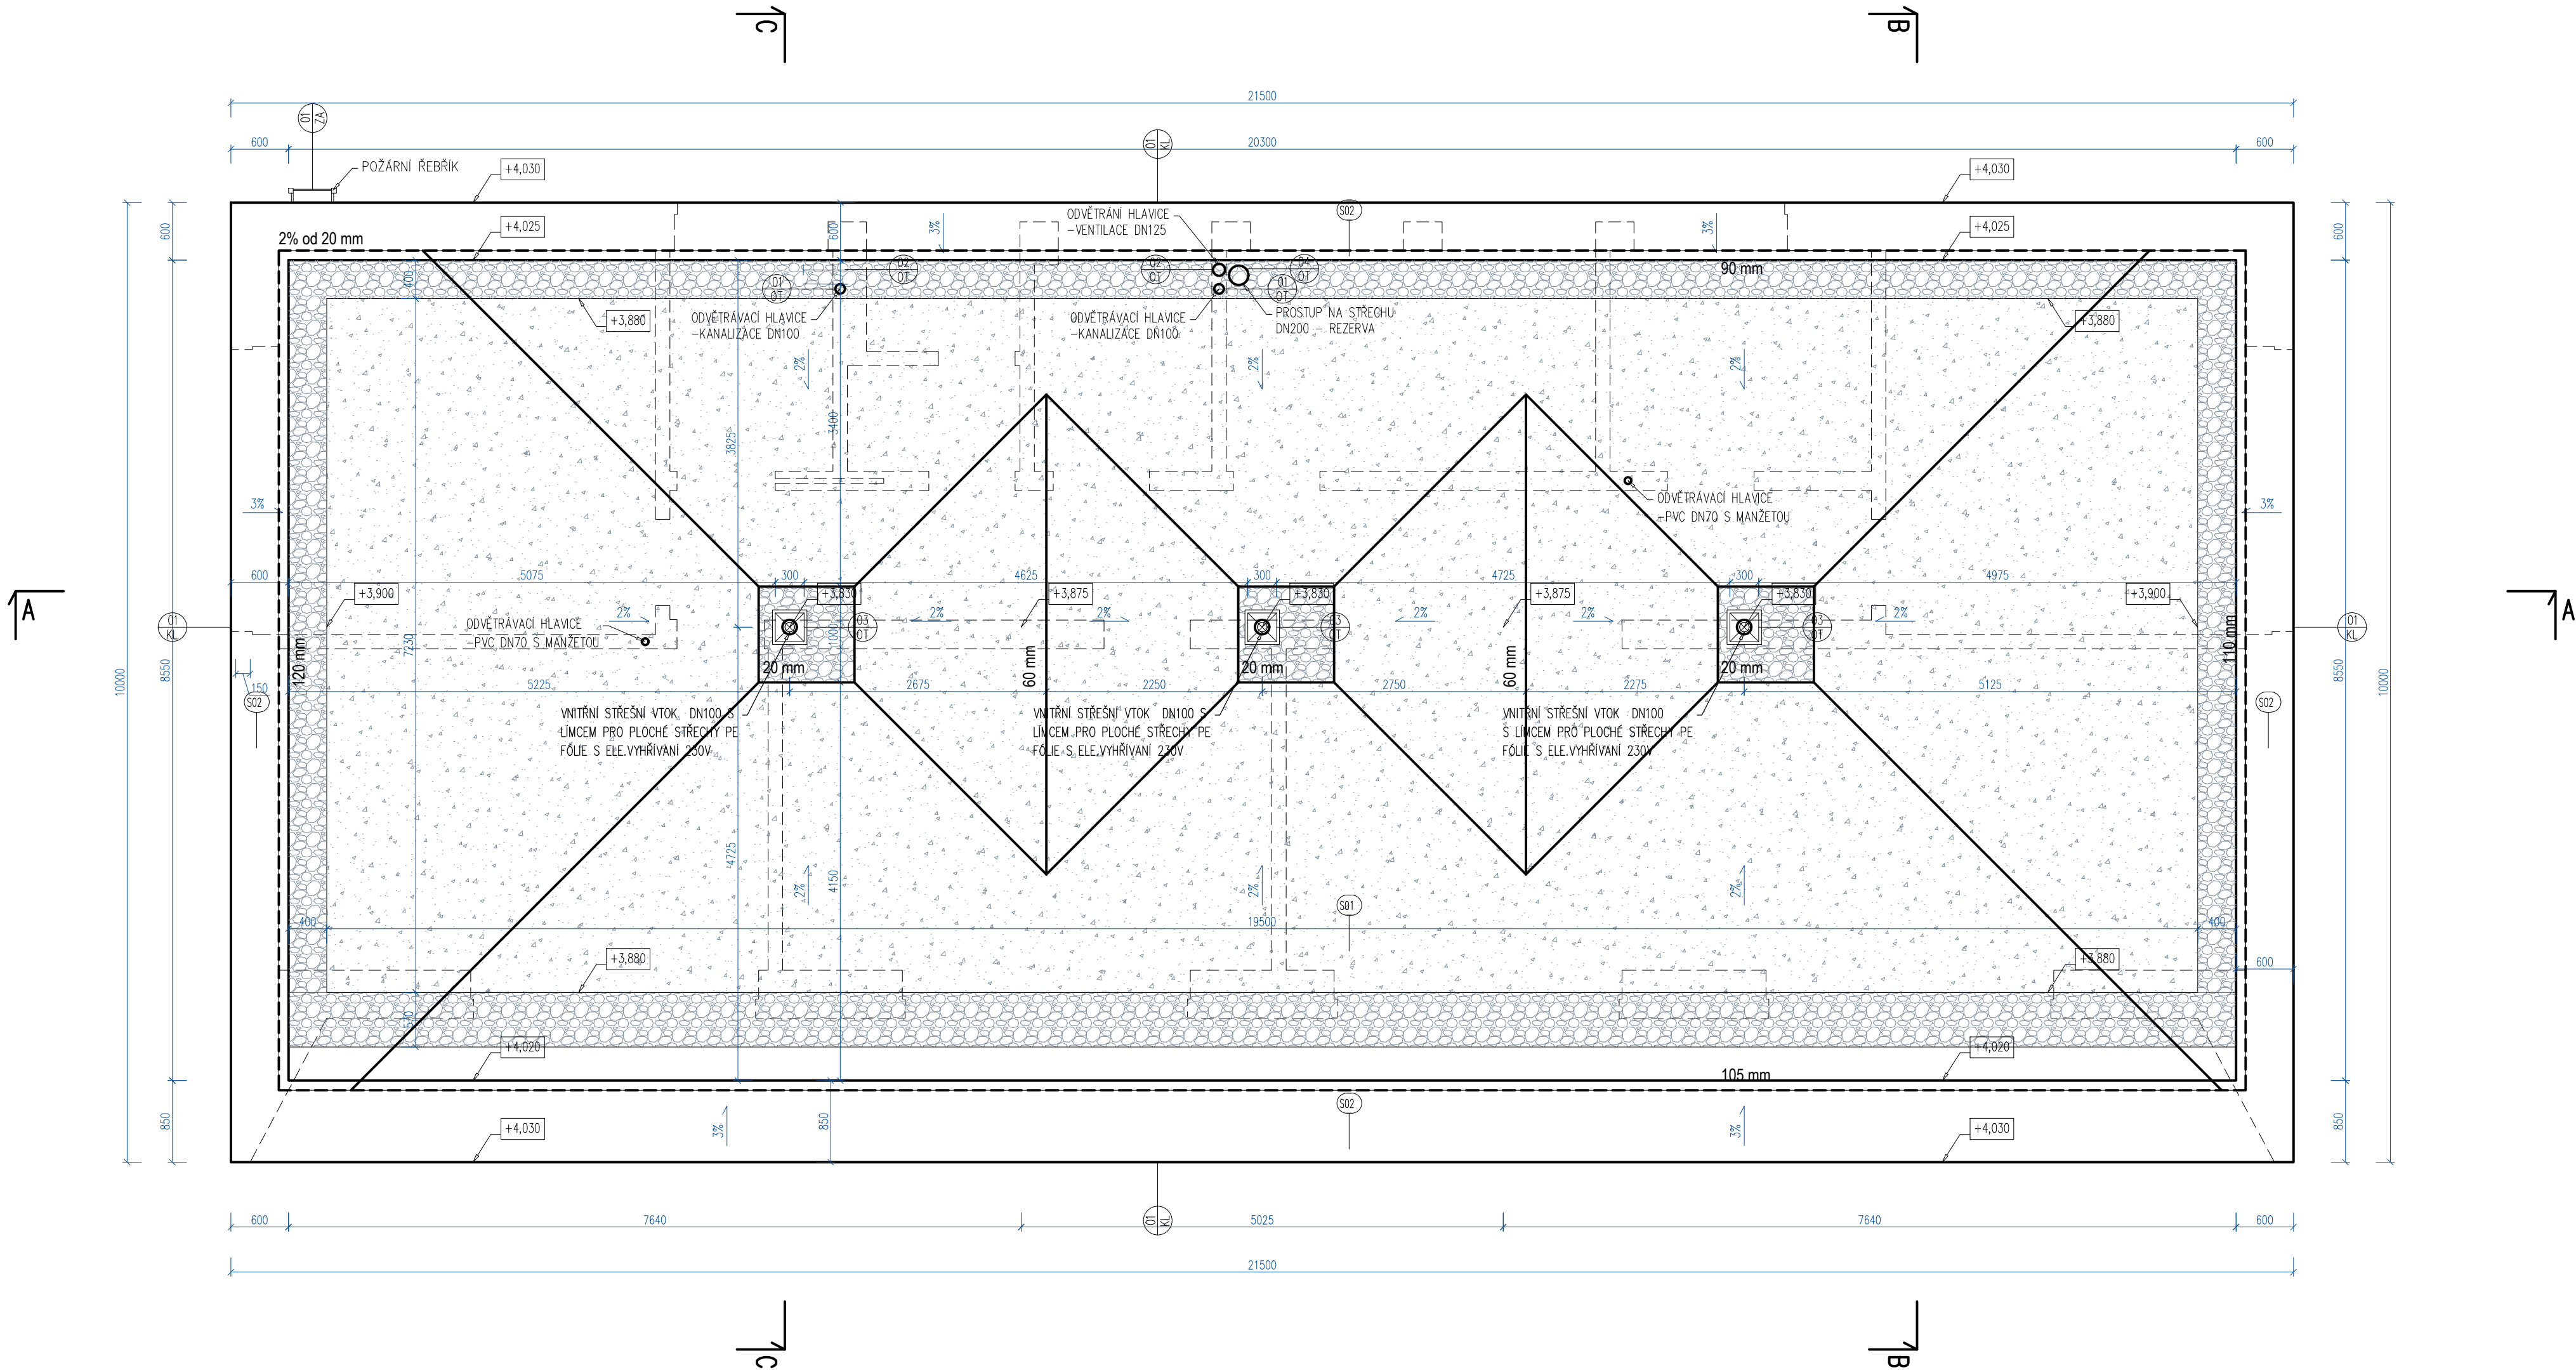 C
B
21500
600
20300
600
01
ZA
01
KL
POŽÁRNÍ ŘEBŘÍK
+4,030
+4,030
+4,025
+4,025
2% od 20 mm
ODVĚTRÁNÍ HLAVICE
-VENTILACE DN125
S02
3%
3%
600
600
600
400
02
OT
01
OT
02
OT
04
OT
01
OT
90 mm
+3,880
+3,880
ODVĚTRÁVACÍ HLAVICE
-KANALIZACE DN100
ODVĚTRÁVACÍ HLAVICE
-KANALIZACE DN100
PROSTUP NA STŘECHU
DN200 - REZERVA
2%
2%
2%
3825
3400
3%
3%
ODVĚTRÁVACÍ HLAVICE
-PVC DN70 S MANŽETOU
600
5075
300
4625
300
4725
300
4975
A
A
+3,900
+3,830
+3,875
+3,830
+3,875
+3,830
+3,900
2%
2%
2%
2%
2%
2%
01
KL
ODVĚTRÁVACÍ HLAVICE
-PVC DN70 S MANŽETOU
03
OT
03
OT
03
OT
01
KL
10000
8550
7230
1000
8550
10000
120 mm
20 mm
60 mm
20 mm
60 mm
20 mm
110 mm
150
5225
2675
2250
2750
2275
5125
S02
S02
VNITŘNÍ STŘEŠNÍ VTOK DN100 S
LÍMCEM PRO PLOCHÉ STŘECHY PE
FÓLIE S ELE.VYHŘÍVANÍ 230V
VNITŘNÍ STŘEŠNÍ VTOK DN100 S
LÍMCEM PRO PLOCHÉ STŘECHY PE
FÓLIE S ELE.VYHŘÍVANÍ 230V
VNITŘNÍ STŘEŠNÍ VTOK DN100
S LÍMCEM PRO PLOCHÉ STŘECHY PE
FÓLIE S ELE.VYHŘÍVANÍ 230V
4725
4150
2%
2%
2%
S01
400
19500
400
+3,880
+3,880
600
570
+4,020
+4,020
105 mm
S02
850
850
850
3%
3%
+4,030
+4,030
600
7640
01
KL
5025
7640
600
21500
C
B